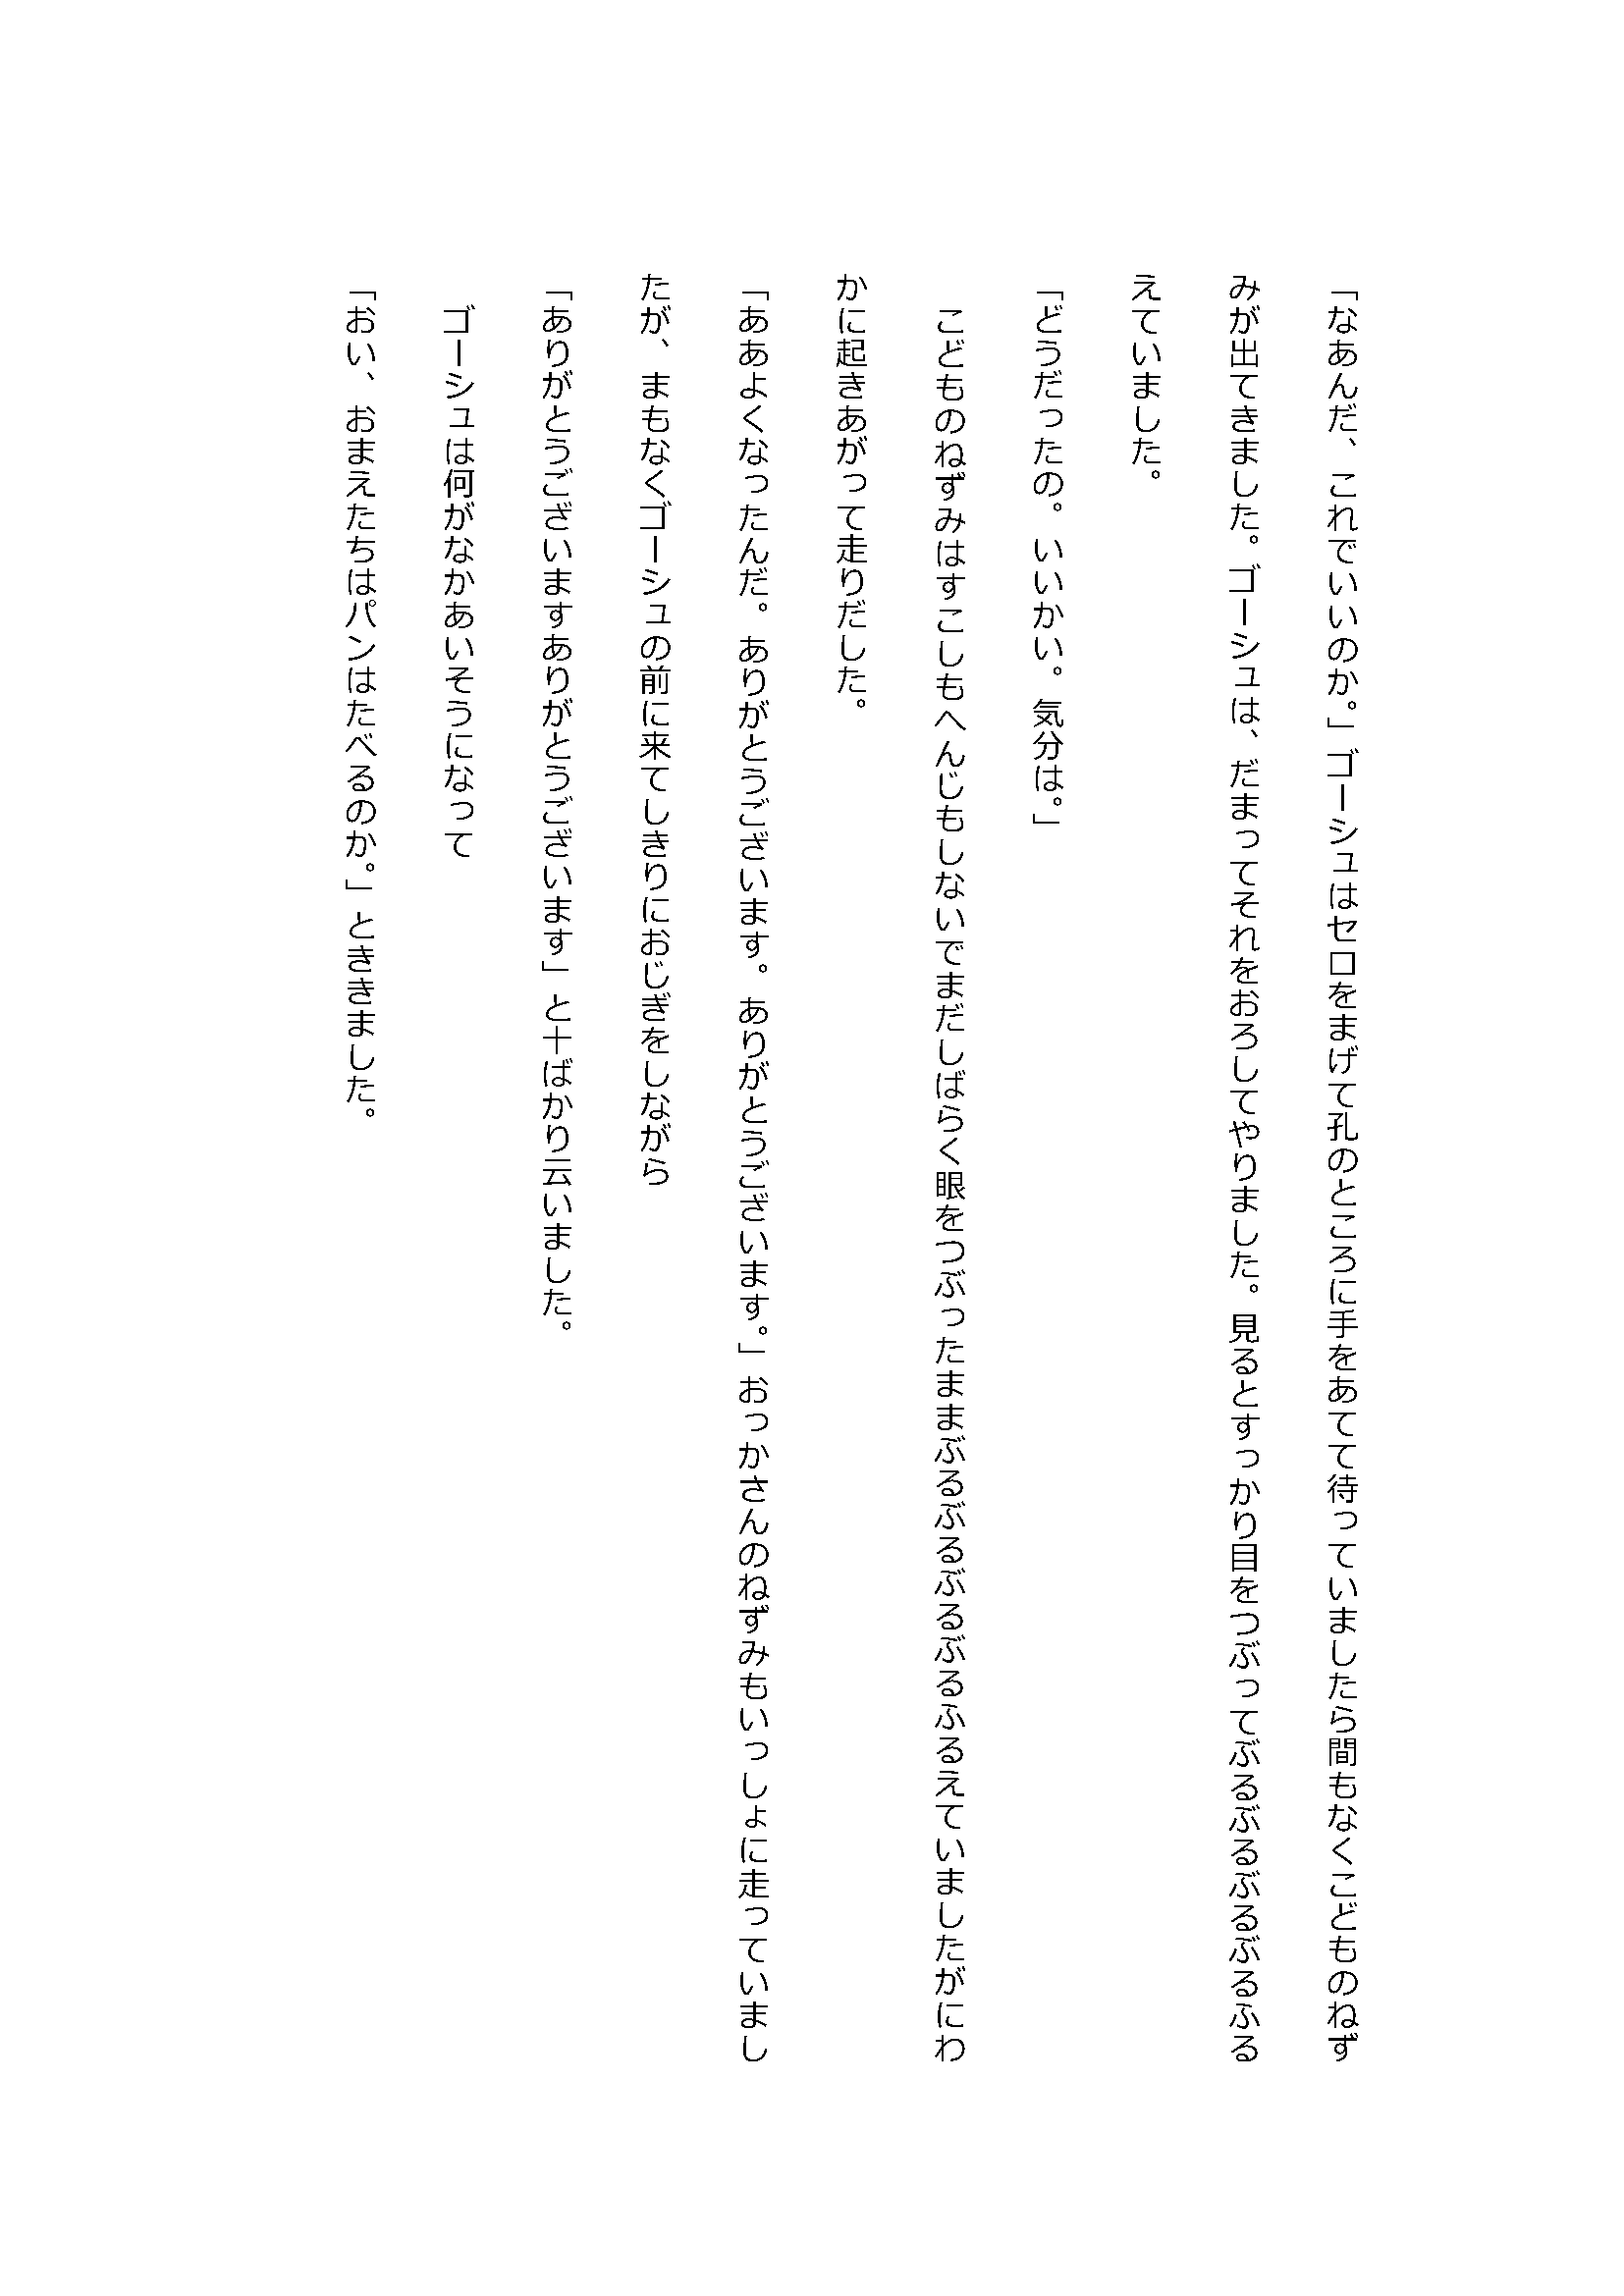 「なあんだ、これでいいのか。」ゴーシュはセロをまげて孔のところに手をあてて待っていましたら間もなくこどものねず
みが出てきました。ゴーシュは、だまってそれをおろしてやりました。見るとすっかり目をつぶってぶるぶるぶるぶるふる
えていました。
「どうだったの。いいかい。気分は。」
　こどものねずみはすこしもへんじもしないでまだしばらく眼をつぶったままぶるぶるぶるぶるふるえていましたがにわ
かに起きあがって走りだした。
「ああよくなったんだ。ありがとうございます。ありがとうございます。」おっかさんのねずみもいっしょに走っていまし
たが、まもなくゴーシュの前に来てしきりにおじぎをしながら
「ありがとうございますありがとうございます」と十ばかり云いました。
　ゴーシュは何がなかあいそうになって
「おい、おまえたちはパンはたべるのか。」とききました。